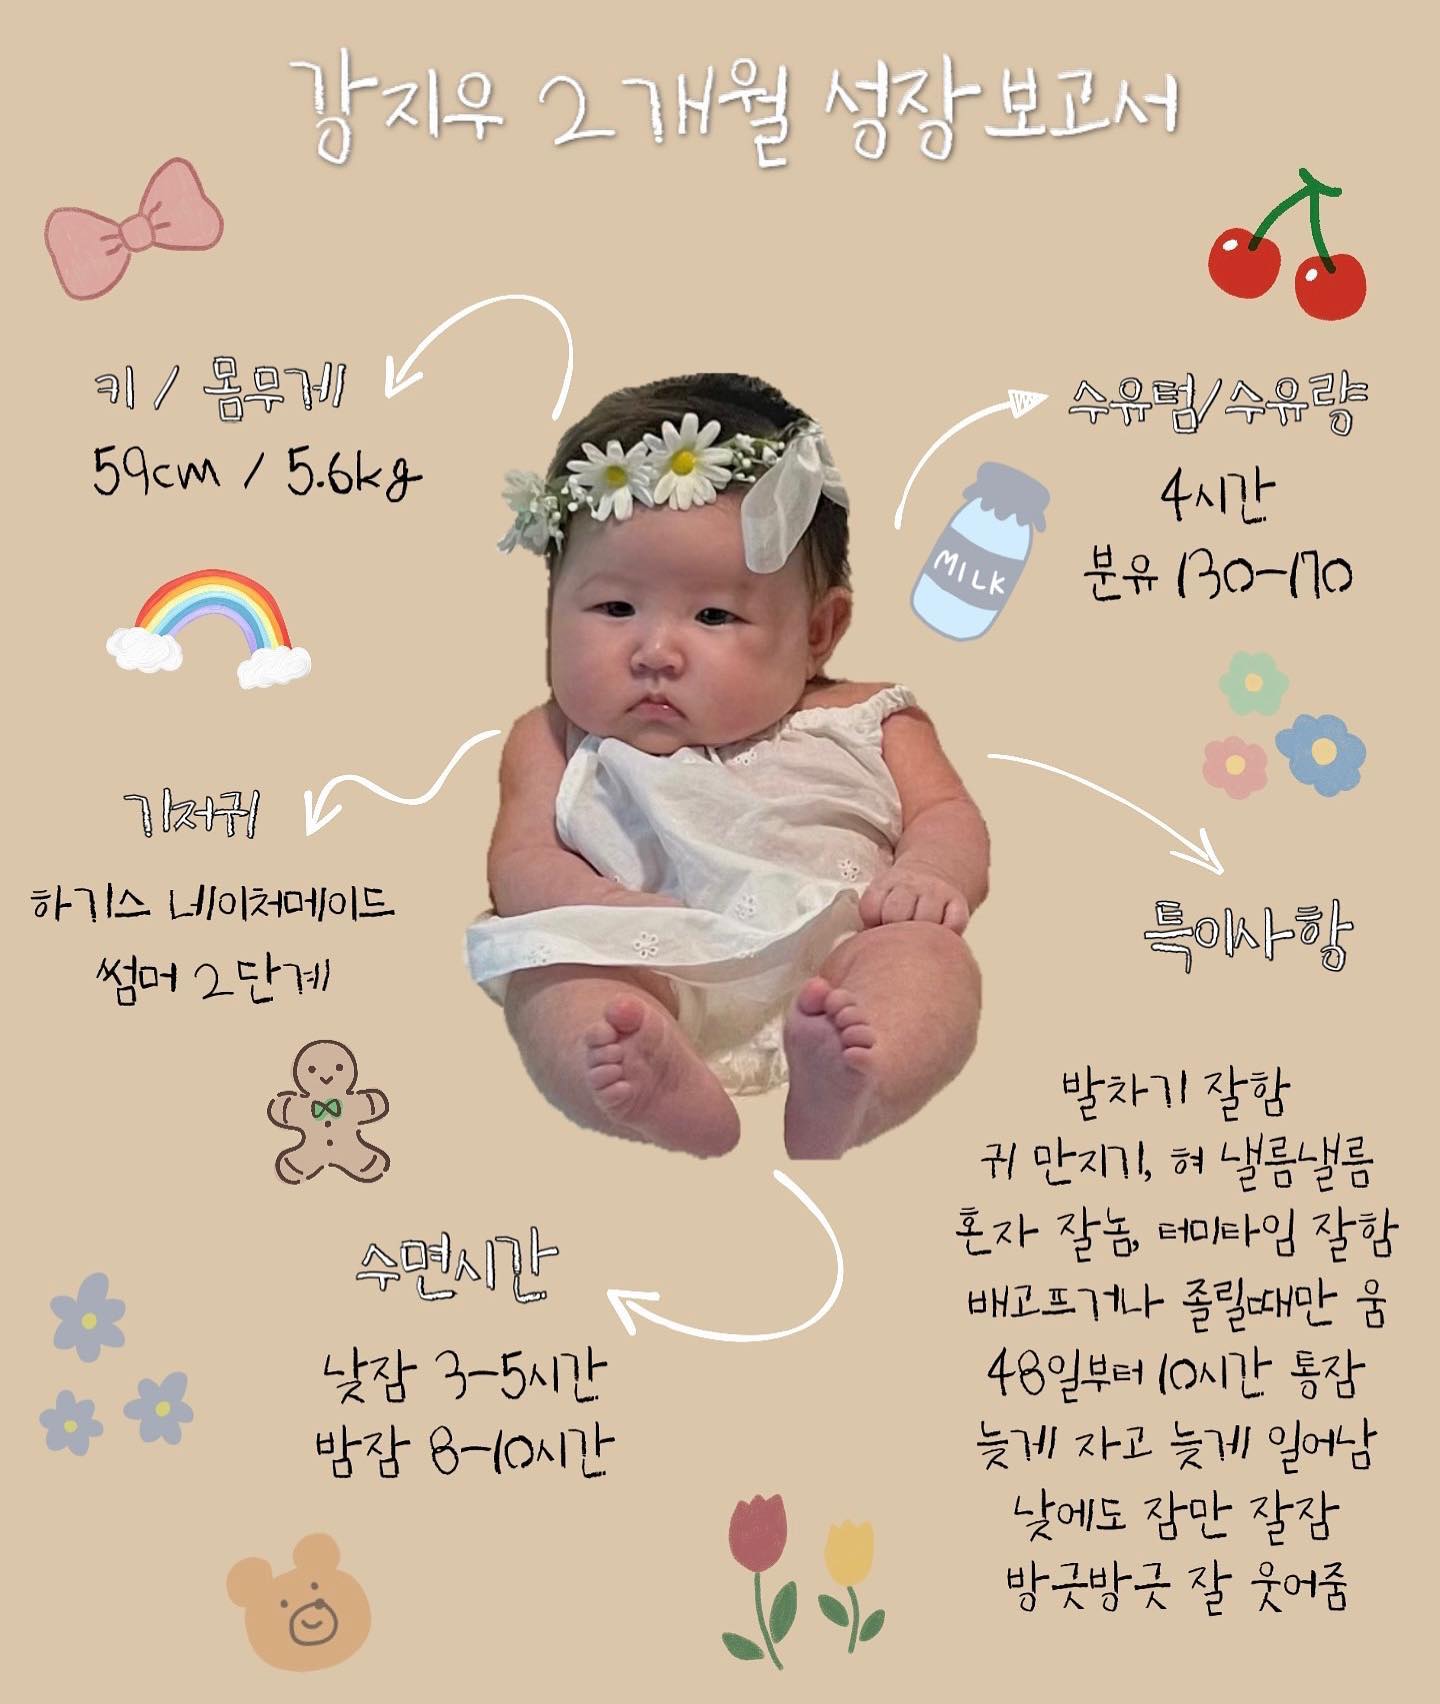 강지우 2개월 성장보고서
키 / 몸무게
59cm / 5.6kg
수유텀/수유량
4시간
분유 130-170
MILK
기저귀
하기스 네이처메이드
썸머 2단계
특이사항
발차기 잘함
귀 만지기, 혀 낼름낼름
혼자 잘놈, 터미타임 잘함
배고프거나 졸릴때만 움
48일부터 10시간 통잠
늦게 자고 늦게 일어남
낮에도 잠만 잘잠
방긋방긋 잘 웃어줌
수면시간
낮잠 3-5시간
밤잠 8-10시간